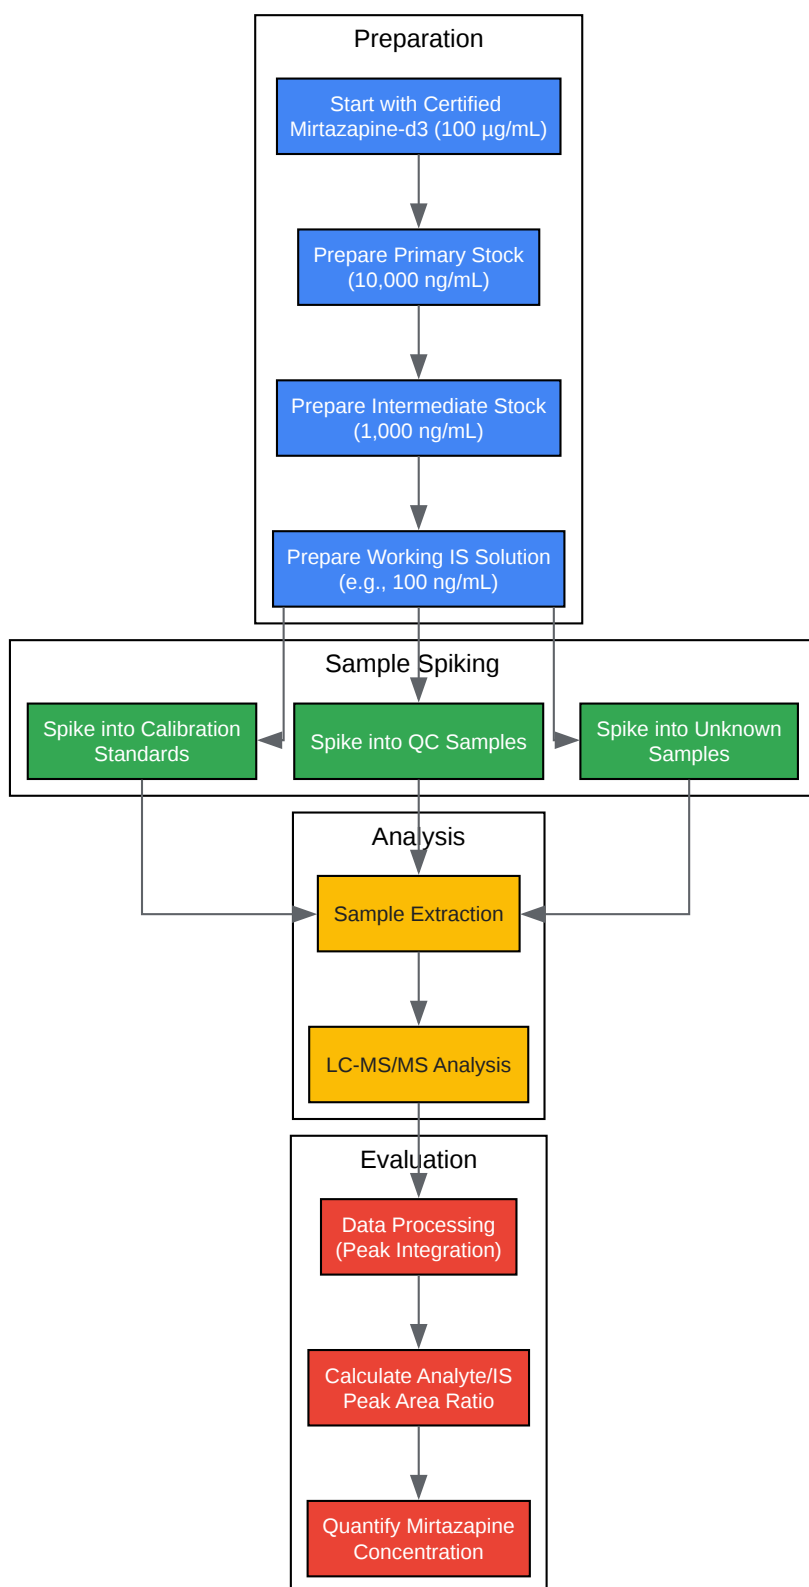 Preparation
Start with Certified
Mirtazapine-d3 (100 µg/mL)
Prepare Primary Stock
(10,000 ng/mL)
Prepare Intermediate Stock
(1,000 ng/mL)
Prepare Working IS Solution
(e.g., 100 ng/mL)
Sample Spiking
Spike into Calibration
Standards
Spike into QC Samples
Spike into Unknown
Samples
Analysis
Sample Extraction
LC-MS/MS Analysis
Evaluation
Data Processing
(Peak Integration)
Calculate Analyte/IS
Peak Area Ratio
Quantify Mirtazapine
Concentration